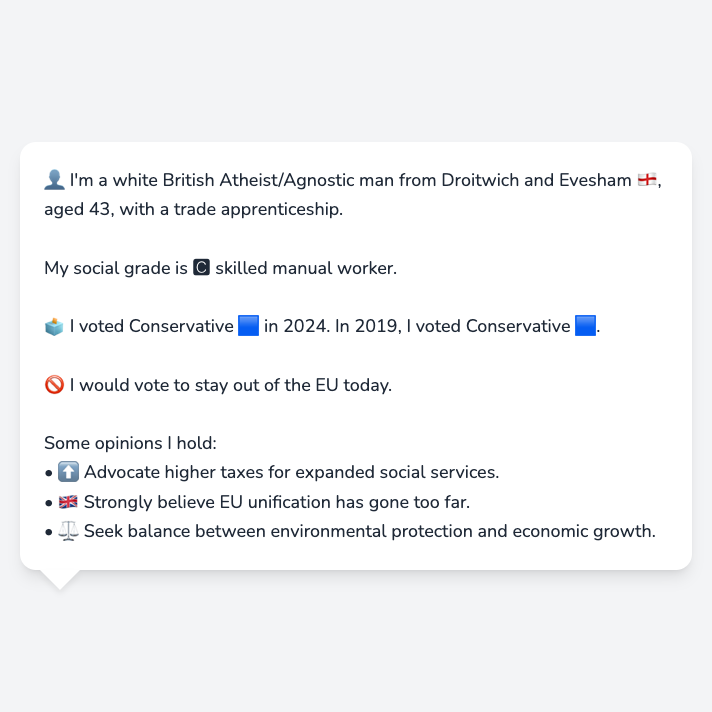 👤 I'm a white British Atheist/Agnostic man from Droitwich and Evesham 🏴󠁧󠁢󠁥󠁮󠁧󠁿,
aged 43, with a trade apprenticeship.
My social grade is 🅲 skilled manual worker.
🗳️ I voted Conservative 🟦 in 2024. In 2019, I voted Conservative 🟦.
🚫 I would vote to stay out of the EU today.
Some opinions I hold:
• ⬆️ Advocate higher taxes for expanded social services.
• 🇬🇧 Strongly believe EU unification has gone too far.
• ⚖️ Seek balance between environmental protection and economic growth.